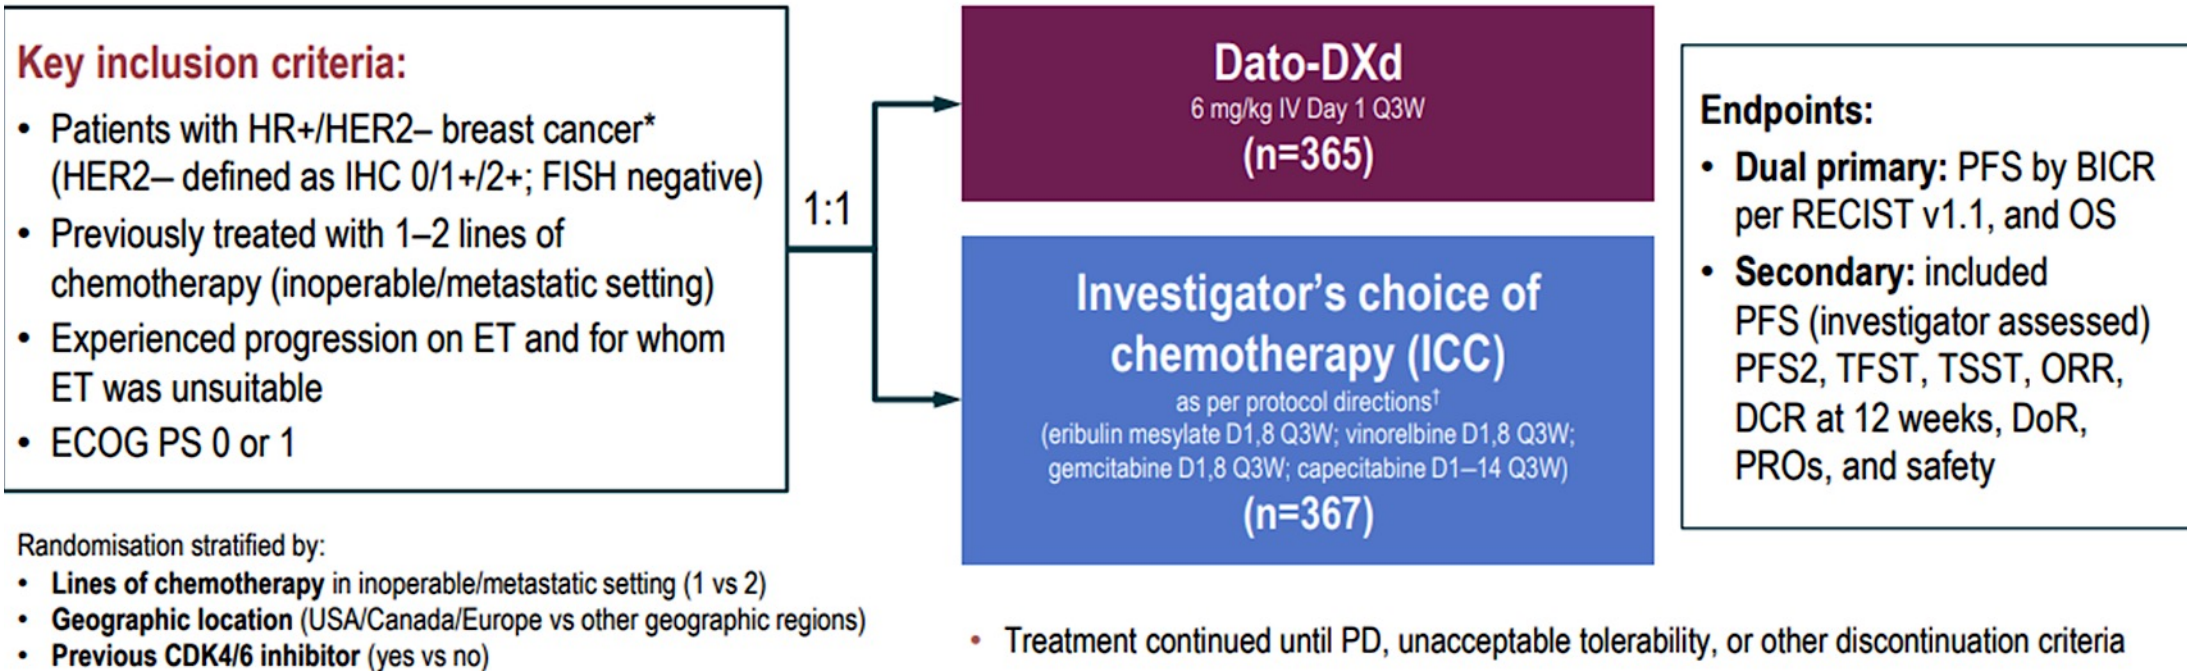 Key inclusion criteria:
• Patients with HR+/HER2– breast cancer*
(HER2– defined as IHC 0/1+/2+; FISH negative)
• Previously treated with 1–2 lines of
chemotherapy (inoperable/metastatic setting)
• Experienced progression on ET and for whom
ET was unsuitable
• ECOG PS 0 or 1
Randomisation stratified by:
• Lines of chemotherapy in inoperable/metastatic setting (1 vs 2)
• Geographic location (USA/Canada/Europe vs other geographic regions)
• Previous CDK4/6 inhibitor (yes vs no)
1:1
Dato-DXd
6 mg/kg IV Day 1 Q3W
(n=365)
Investigator’s choice of
chemotherapy (ICC)
as per protocol directions†
(eribulin mesylate D1,8 Q3W; vinorelbine D1,8 Q3W;
gemcitabine D1,8 Q3W; capecitabine D1–14 Q3W)
(n=367)
Endpoints:
• Dual primary: PFS by BICR
per RECIST v1.1, and OS
• Secondary: included
PFS (investigator assessed)
PFS2, TFST, TSST, ORR,
DCR at 12 weeks, DoR,
PROs, and safety
• Treatment continued until PD, unacceptable tolerability, or other discontinuation criteria